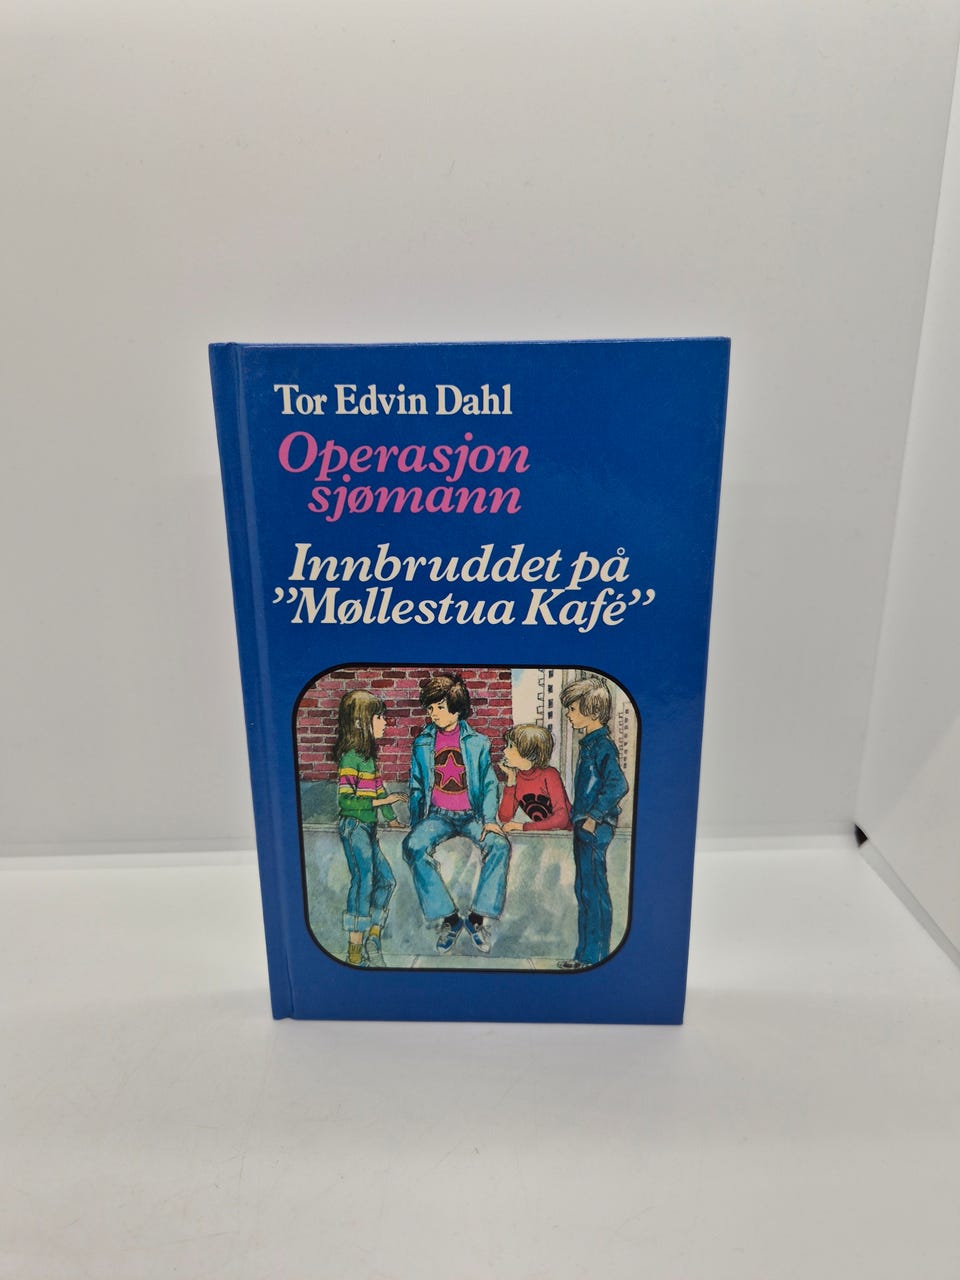 Tor Edvin Dahl
Operasjon
sjømann
Innbruddet på
”Møllestua Kafé”